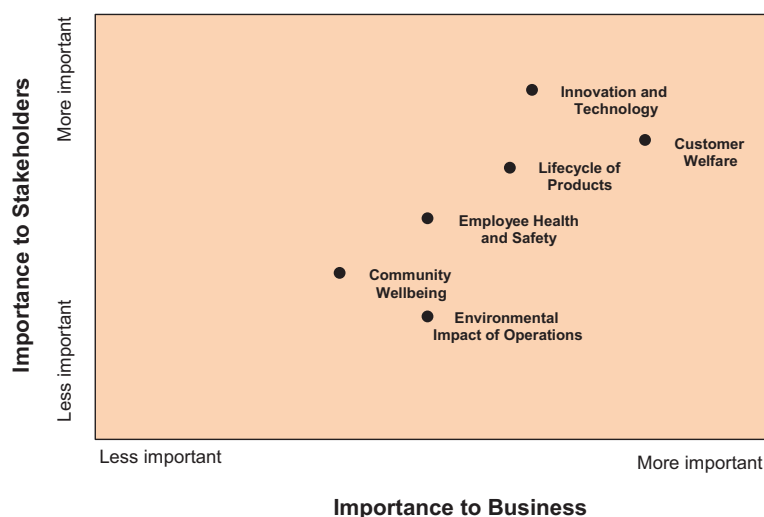 More important
Importance to Stakeholders
Less important
Innovation and
Technology
Customer
Welfare
Lifecycle of
Products
Employee Health
and Safety
Community
Wellbeing
Environmental
Impact of Operations
Less important
More important
Importance to Business